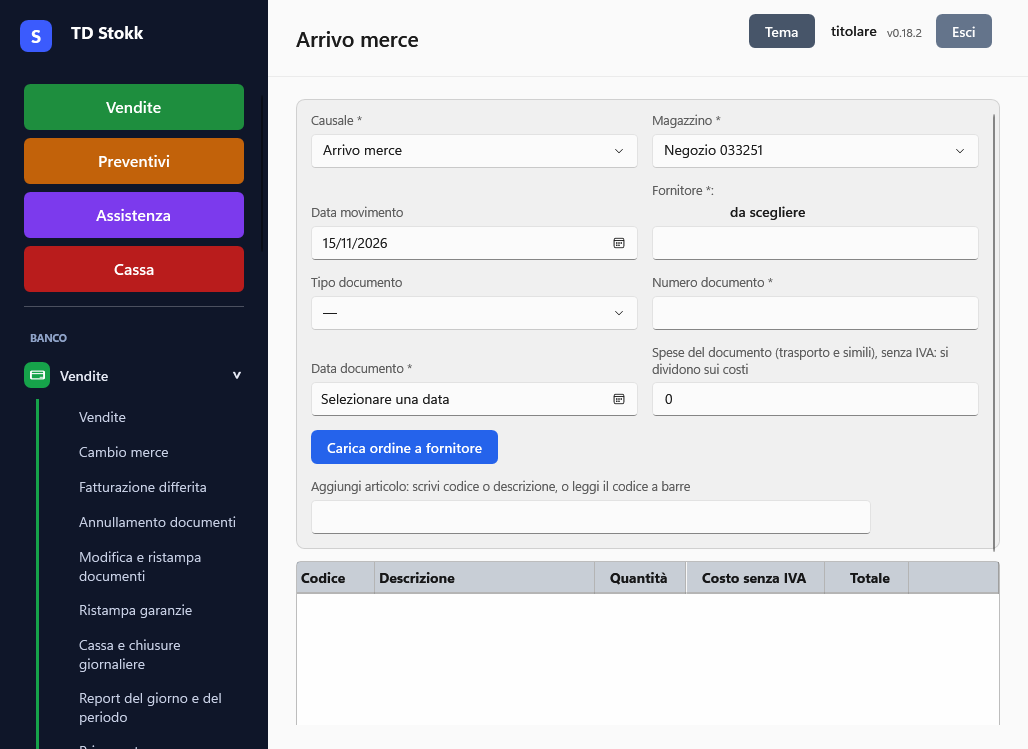 S
TD Stokk
Vendite
Preventivi
Assistenza
Cassa
BANCO
Vendite
Vendite
Cambio merce
Fatturazione differita
Annullamento documenti
Modifica e ristampa
documenti
Ristampa garanzie
Cassa e chiusure
giornaliere
Report del giorno e del
periodo
Arrivo merce
Tema
titolare
v0.18.2
Esci
Causale *
Arrivo merce
Magazzino *
Negozio 033251
Data movimento
15/11/2026
Fornitore *:
da scegliere
Tipo documento
—
Numero documento *
Data documento *
Selezionare una data
Spese del documento (trasporto e simili), senza IVA: si
dividono sui costi
0
Carica ordine a fornitore
Aggiungi articolo: scrivi codice o descrizione, o leggi il codice a barre
Codice Descrizione Quantità Costo senza IVA Totale